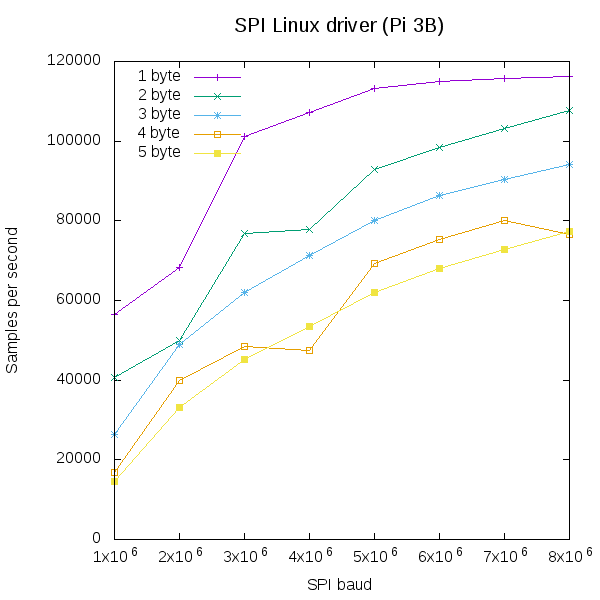 SPI Linux driver (Pi 3B)
120000
1 byte
2 byte
3 byte
4 byte
5 byte
100000
80000
60000
40000
20000
0
Samples per second
1x10^6 2x10^6 3x10^6 4x10^6 5x10^6 6x10^6 7x10^6 8x10^6
SPI baud